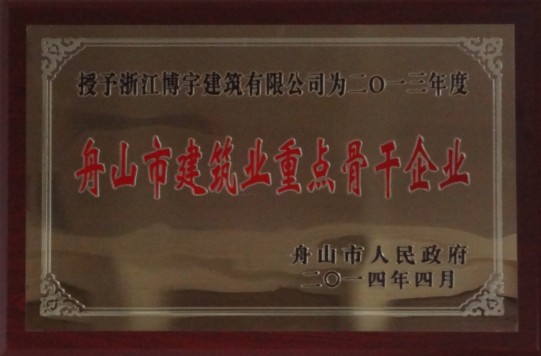 授予浙江博宇建筑有限公司为二〇一三年度
舟山市建筑业重点骨干企业
舟山市人民政府
二〇一四年四月